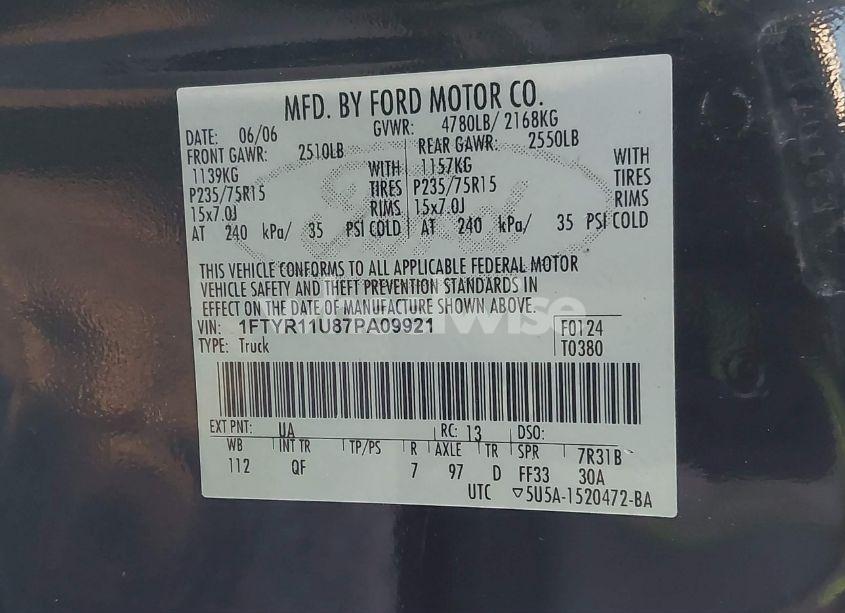 MFD. BY FORD MOTOR CO.
DATE: 06/06 GVWR: 4780LB/ 2168KG
FRONT GAWR: 2510LB REAR GAWR: 2550LB
1139KG WITH 1157KG WITH
P235/75R15 TIRES P235/75R15 TIRES
15x7.0J RIMS 15x7.0J RIMS
AT 240 kPa/ 35 PSI COLD AT 240 kPa/ 35 PSI COLD
THIS VEHICLE CONFORMS TO ALL APPLICABLE FEDERAL MOTOR
VEHICLE SAFETY AND THEFT PREVENTION STANDARDS IN
EFFECT ON THE DATE OF MANUFACTURE SHOWN ABOVE.
VIN: 1FTYR11U87PA09921 F0124
TYPE: Truck T0380
EXT PNT: UA RC: 13 DSO:
WB INT TR TP/PS R AXLE TR SPR 7R31B
112 QF 7 97 D FF33 30A
UTC ▽5U5A-1520472-BA